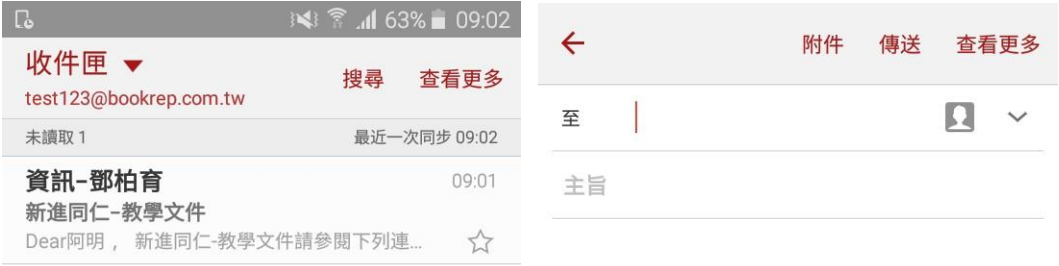 63% 09:02
收件匣
搜尋 查看更多
test123@bookrep.com.tw
未讀取 1 最近一次同步 09:02
資訊-鄧柏育 09:01
新進同仁-教學文件
Dear阿明， 新進同仁-教學文件請參閱下列連...
附件 傳送 查看更多
至
主旨